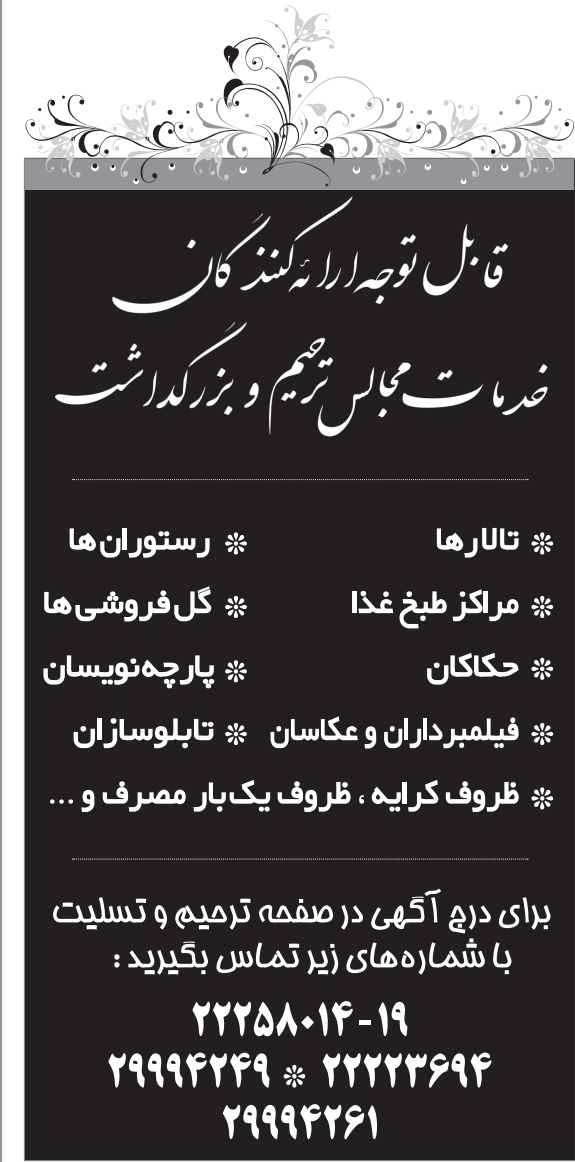 قابل توجه ارائه‌کنندگان
خدمات مجالس ترحیم و بزرگداشت
❊ تالارها ❊ رستوران‌ها
❊ مراکز طبخ غذا ❊ گل‌فروشی‌ها
❊ حکاکان ❊ پارچه‌نویسان
❊ فیلمبرداران و عکاسان ❊ تابلوسازان
❊ ظروف کرایه ، ظروف یک‌بار مصرف و ...
برای درج آگهی در صفحه ترحیم و تسلیت
با شماره‌های زیر تماس بگیرید :
۲۲۲۵۸۰۱۴-۱۹
۲۹۹۹۴۲۴۹ ❊ ۲۲۲۲۳۶۹۴
۲۹۹۹۴۲۶۱